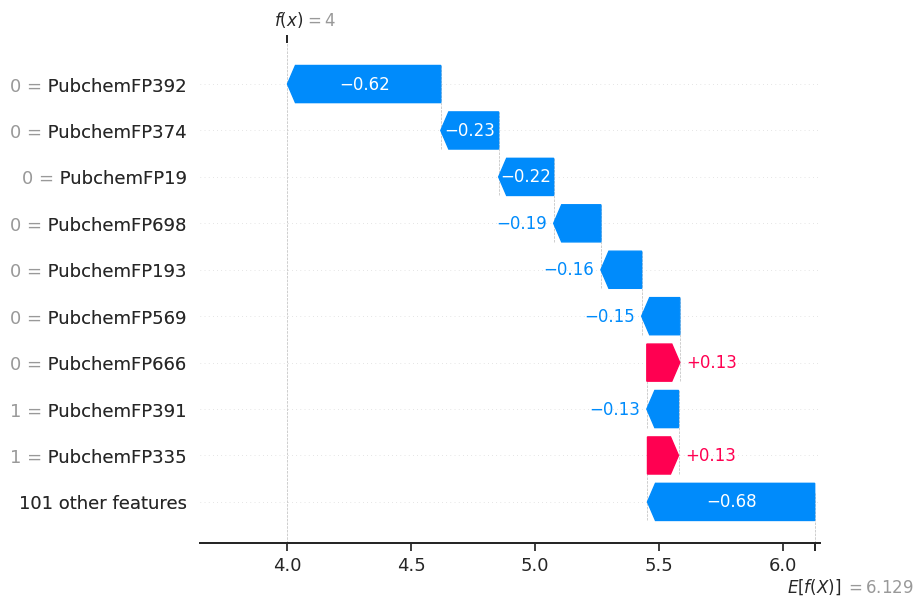 f(x) = 4
0 = PubchemFP392
−0.62
0 = PubchemFP374
−0.23
0 = PubchemFP19
−0.22
0 = PubchemFP698
−0.19
0 = PubchemFP193
−0.16
0 = PubchemFP569
−0.15
0 = PubchemFP666
+0.13
1 = PubchemFP391
−0.13
1 = PubchemFP335
+0.13
101 other features
−0.68
4.0 4.5 5.0 5.5 6.0
E[f(X)] = 6.129